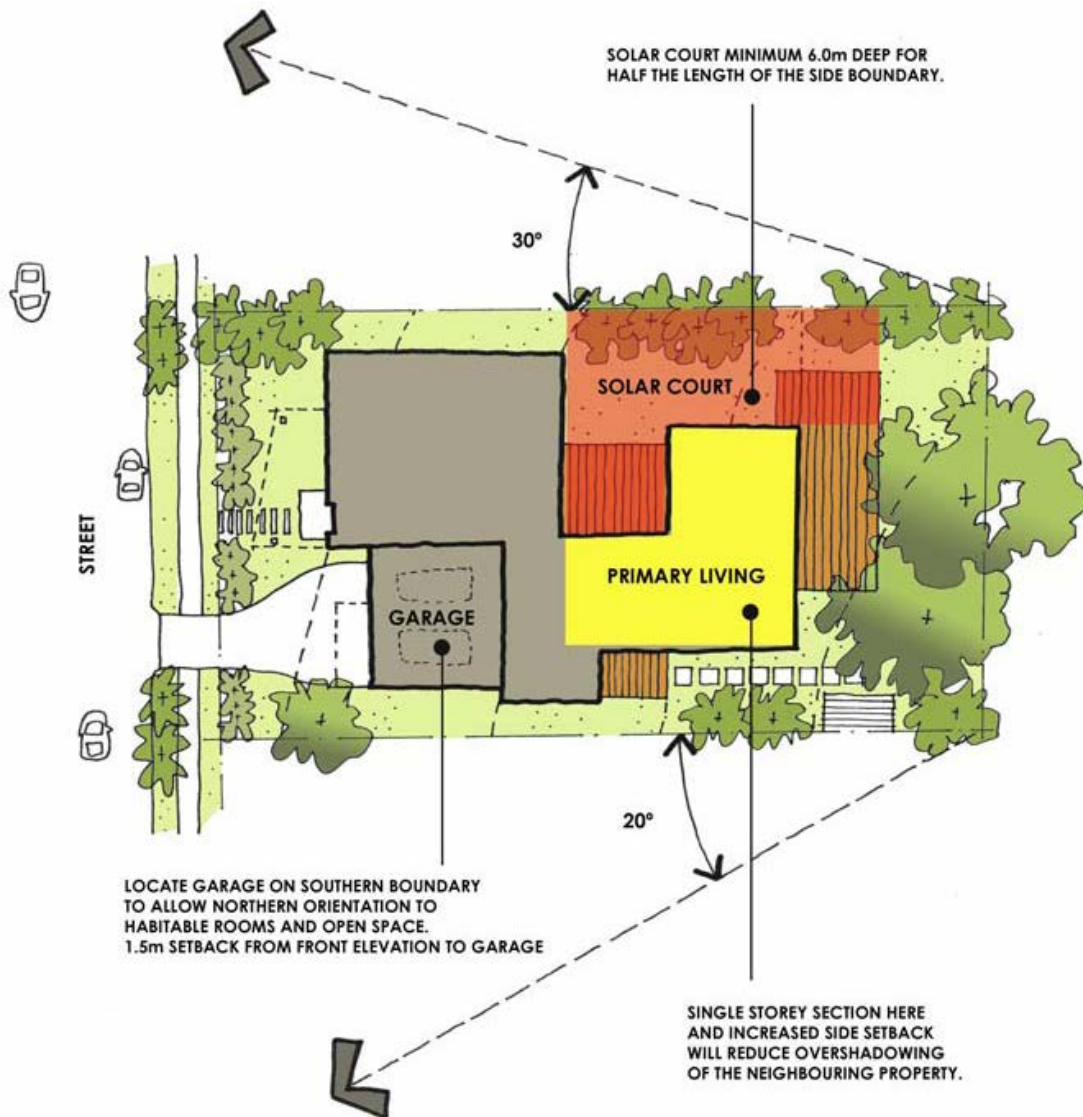 SOLAR COURT MINIMUM 6.0m DEEP FOR
HALF THE LENGTH OF THE SIDE BOUNDARY.
30°
SOLAR COURT
STREET
PRIMARY LIVING
GARAGE
20°
LOCATE GARAGE ON SOUTHERN BOUNDARY
TO ALLOW NORTHERN ORIENTATION TO
HABITABLE ROOMS AND OPEN SPACE.
1.5m SETBACK FROM FRONT ELEVATION TO GARAGE
SINGLE STOREY SECTION HERE
AND INCREASED SIDE SETBACK
WILL REDUCE OVERSHADOWING
OF THE NEIGHBOURING PROPERTY.